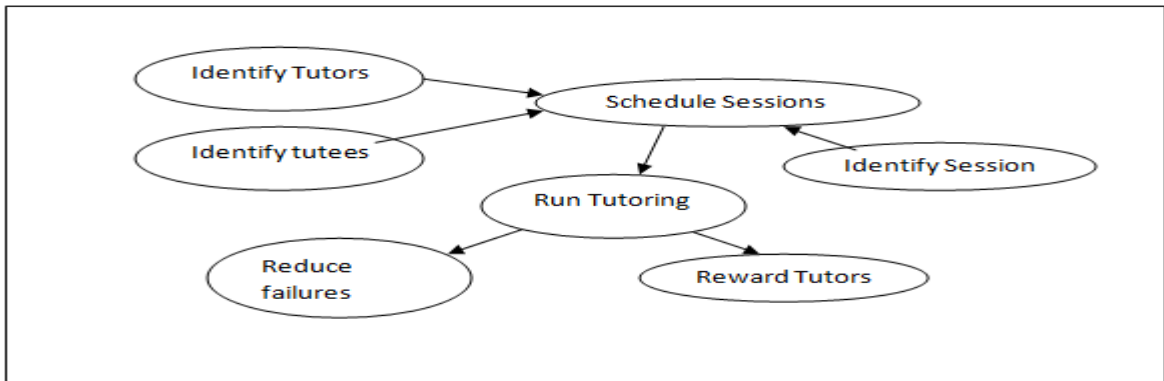 Identify Tutors
Schedule Sessions
Identify tutees
Identify Session
Run Tutoring
Reduce
failures
Reward Tutors